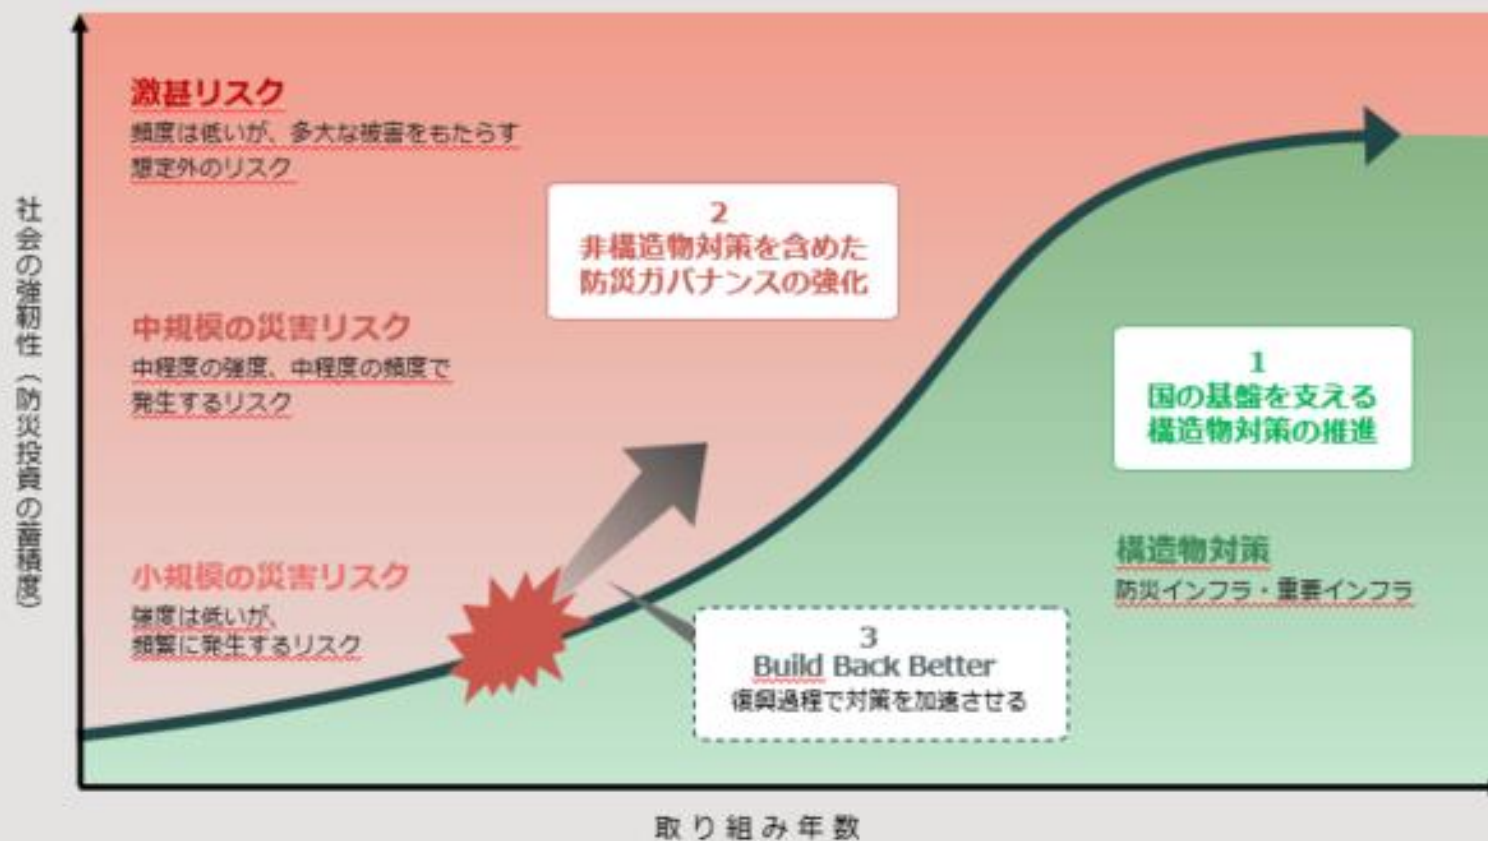 激甚リスク
頻度は低いが、多大な被害をもたらす
想定外のリスク
2
非構造物対策を含めた
防災ガバナンスの強化
中規模の災害リスク
中程度の強度、中程度の頻度で
発生するリスク
1
国の基盤を支える
構造物対策の推進
構造物対策
防災インフラ・重要インフラ
小規模の災害リスク
強度は低いが、
頻繁に発生するリスク
3
Build Back Better
復興過程で対策を加速させる
社会の強靭性（防災投資の蓄積度）
取り組み年数